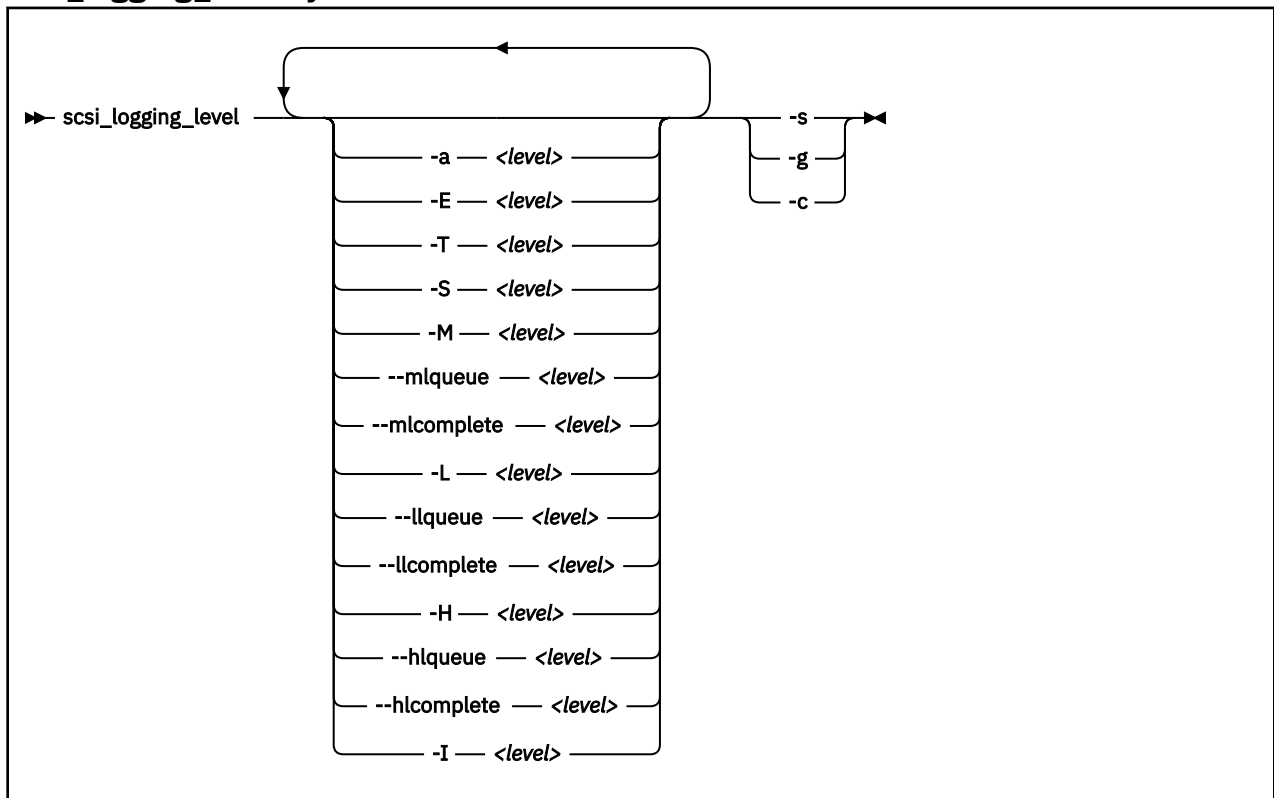 scsi_logging_level
-s
-a <level>
-g
-E <level>
-c
-T <level>
-S <level>
-M <level>
--mlqueue <level>
--mlcomplete <level>
-L <level>
--llqueue <level>
--llcomplete <level>
-H <level>
--hlqueue <level>
--hlcomplete <level>
-I <level>